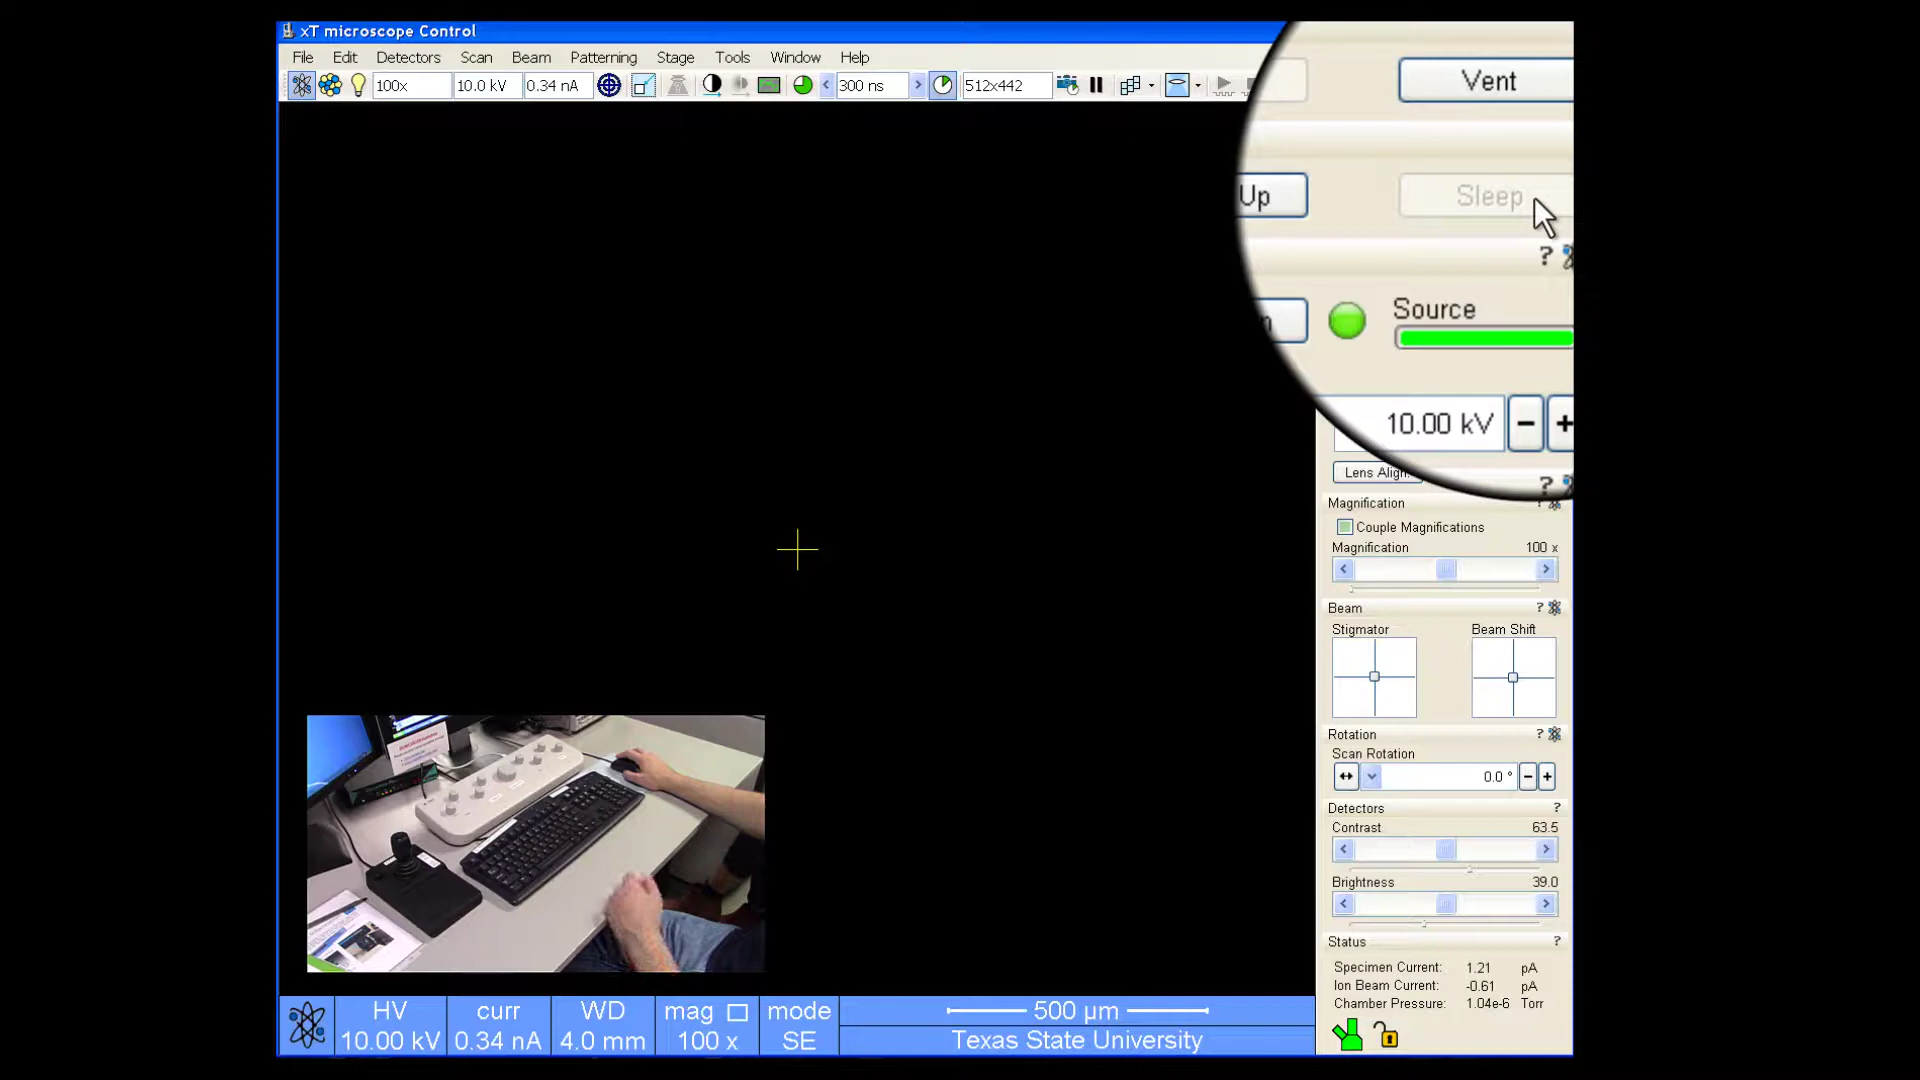 xT microscope Control
File Edit Detectors Scan Beam Patterning Stage Tools Window Help
100x 10.0 kV 0.34 nA 300 ns 512x442
Vent
Up Sleep
?
Source
10.00 kV - +
Lens Align.
?
Magnification ?
Couple Magnifications
Magnification 100 x
Beam ?
Stigmator Beam Shift
Rotation ?
Scan Rotation
0.0 ° - +
Detectors ?
Contrast 63.5
Brightness 39.0
Status ?
Specimen Current: 1.21 pA
Ion Beam Current: -0.61 pA
Chamber Pressure: 1.04e-6 Torr
HV curr WD mag mode 500 µm
10.00 kV 0.34 nA 4.0 mm 100 x SE Texas State University